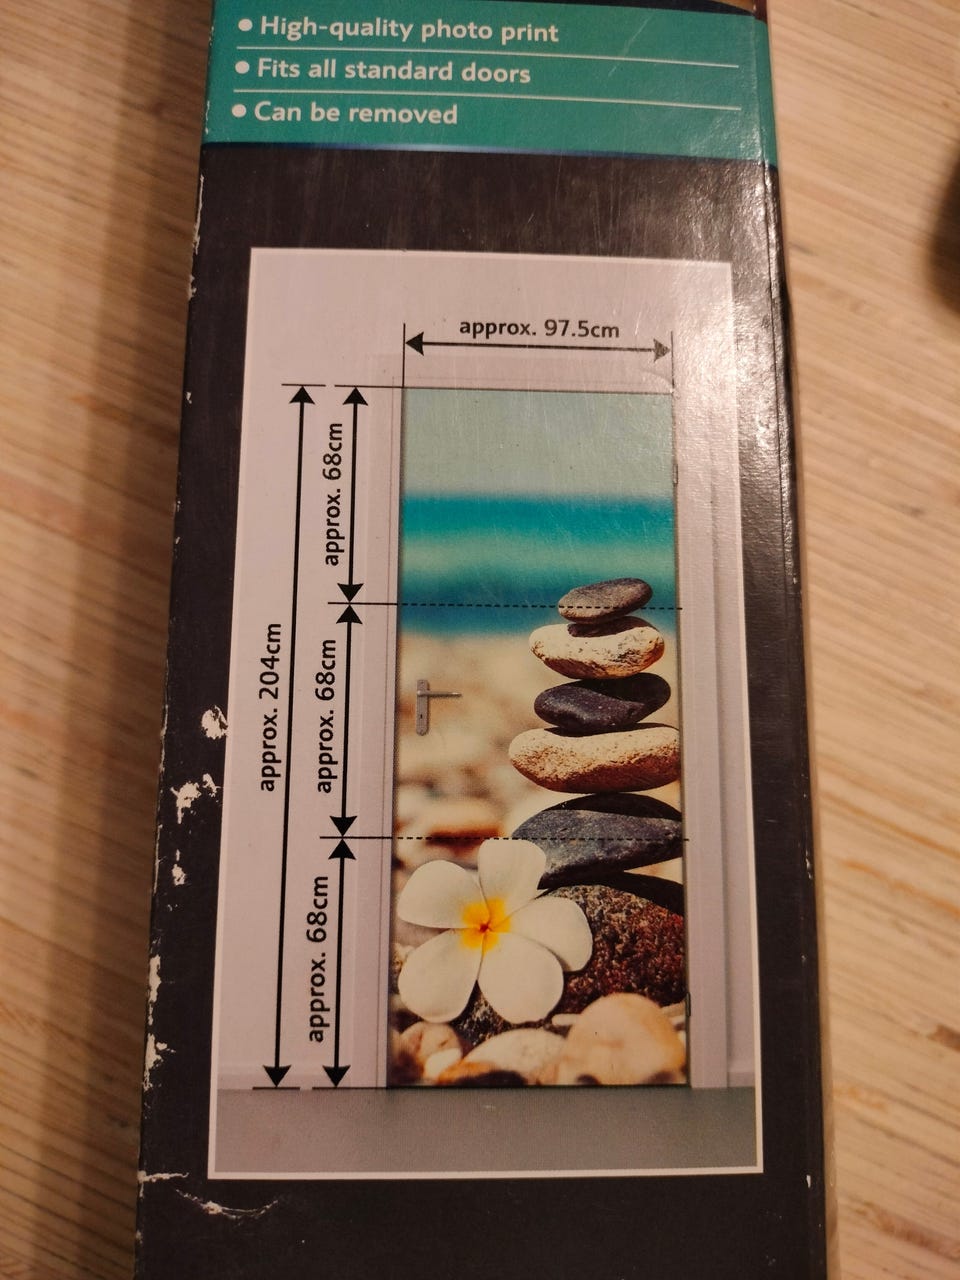 ● High-quality photo print
● Fits all standard doors
● Can be removed
approx. 97.5cm
approx. 204cm
approx. 68cm
approx. 68cm
approx. 68cm